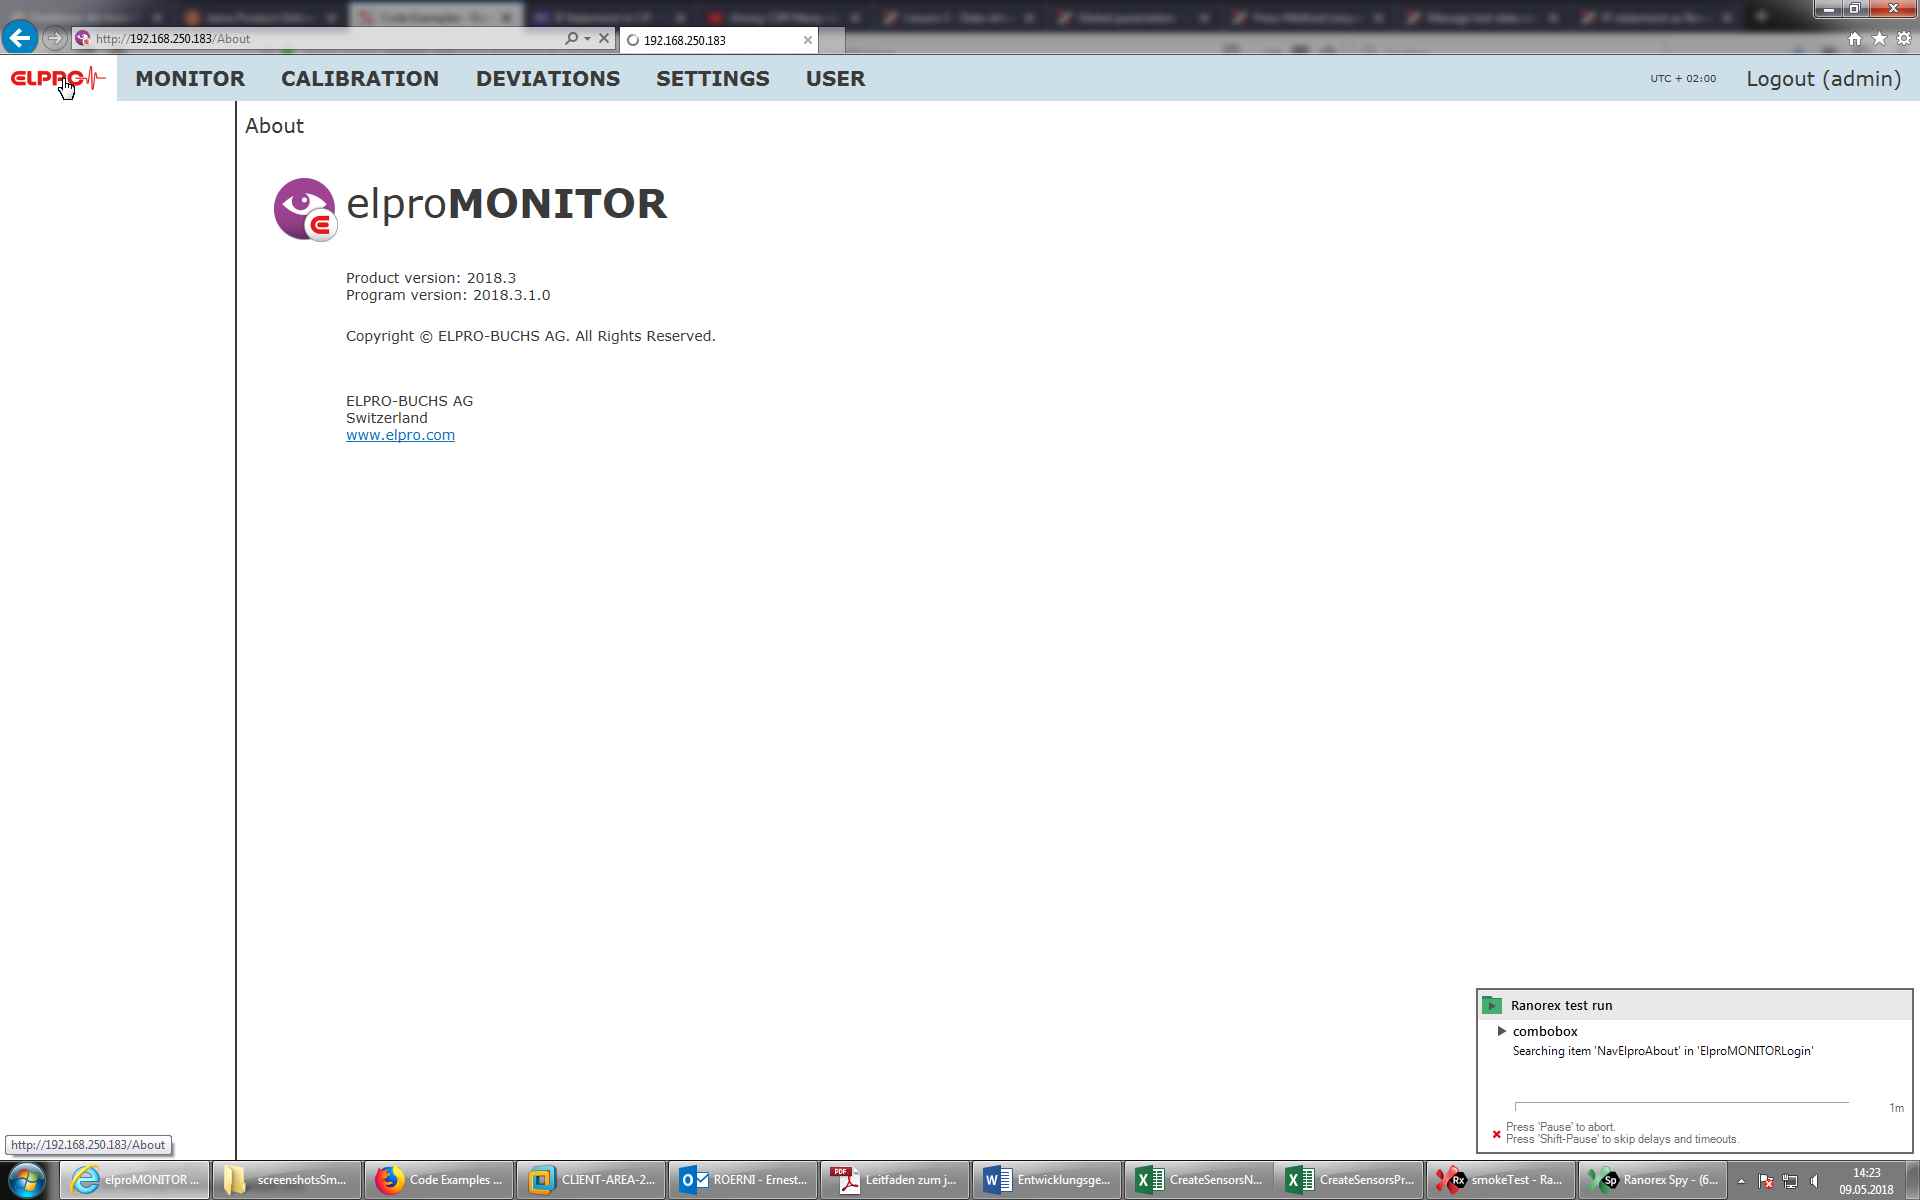 http://192.168.250.183/About
192.168.250.183
ELPRO
MONITOR
CALIBRATION
DEVIATIONS
SETTINGS
USER
UTC + 02:00
Logout (admin)
About
elproMONITOR
Product version: 2018.3
Program version: 2018.3.1.0
Copyright © ELPRO-BUCHS AG. All Rights Reserved.
ELPRO-BUCHS AG
Switzerland
www.elpro.com
Ranorex test run
combobox
Searching item 'NavElproAbout' in 'ElproMONITORLogin'
1m
Press 'Pause' to abort.
Press 'Shift-Pause' to skip delays and timeouts.
http://192.168.250.183/About
elproMONITOR ...
screenshotsSm...
Code Examples ...
CLIENT-AREA-2...
ROERNI - Ernest...
Leitfaden zum j...
Entwicklungsge...
CreateSensorsN...
CreateSensorsPr...
smokeTest - Ra...
Ranorex Spy - (6...
14:23
09.05.2018